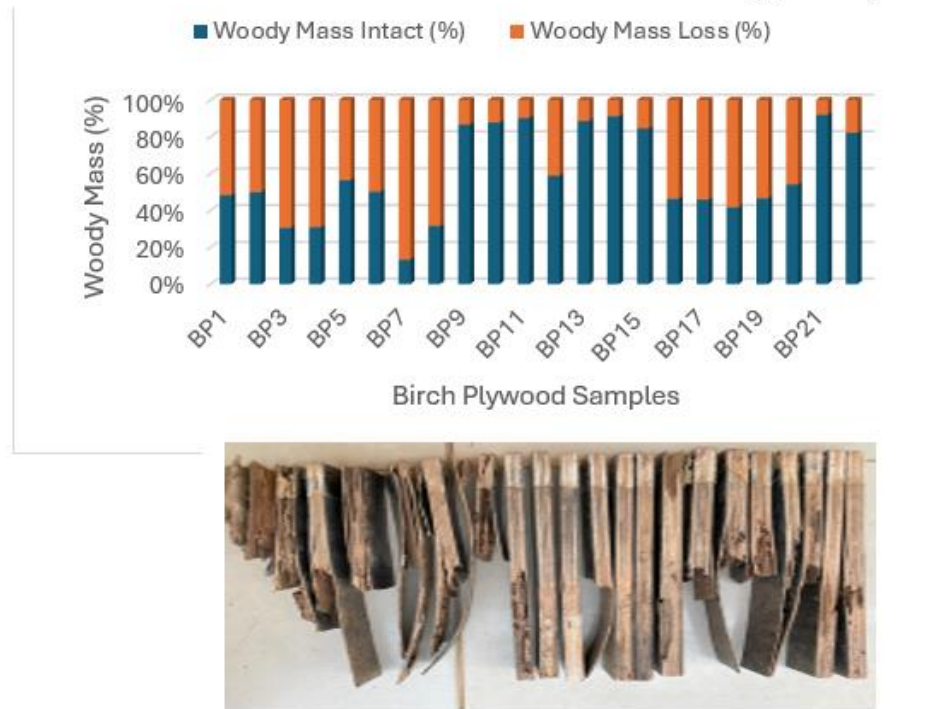 Woody Mass Intact (%) Woody Mass Loss (%)
Woody Mass (%)
100%
80%
60%
40%
20%
0%
BP1 BP3 BP5 BP7 BP9 BP11 BP13 BP15 BP17 BP19 BP21
Birch Plywood Samples